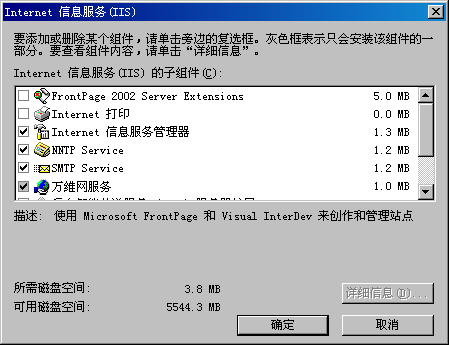 Internet 信息服务(IIS)
要添加或删除某个组件，请单击旁边的复选框。灰色框表示只会安装该组件的一
部分。要查看组件内容，请单击“详细信息”。
Internet 信息服务(IIS) 的子组件(C):
FrontPage 2002 Server Extensions 5.0 MB
Internet 打印 0.0 MB
Internet 信息服务管理器 1.3 MB
NNTP Service 1.2 MB
SMTP Service 1.2 MB
万维网服务 1.0 MB
描述: 使用 Microsoft FrontPage 和 Visual InterDev 来创作和管理站点
所需磁盘空间: 3.8 MB
可用磁盘空间: 5544.3 MB
详细信息(D)...
确定 取消